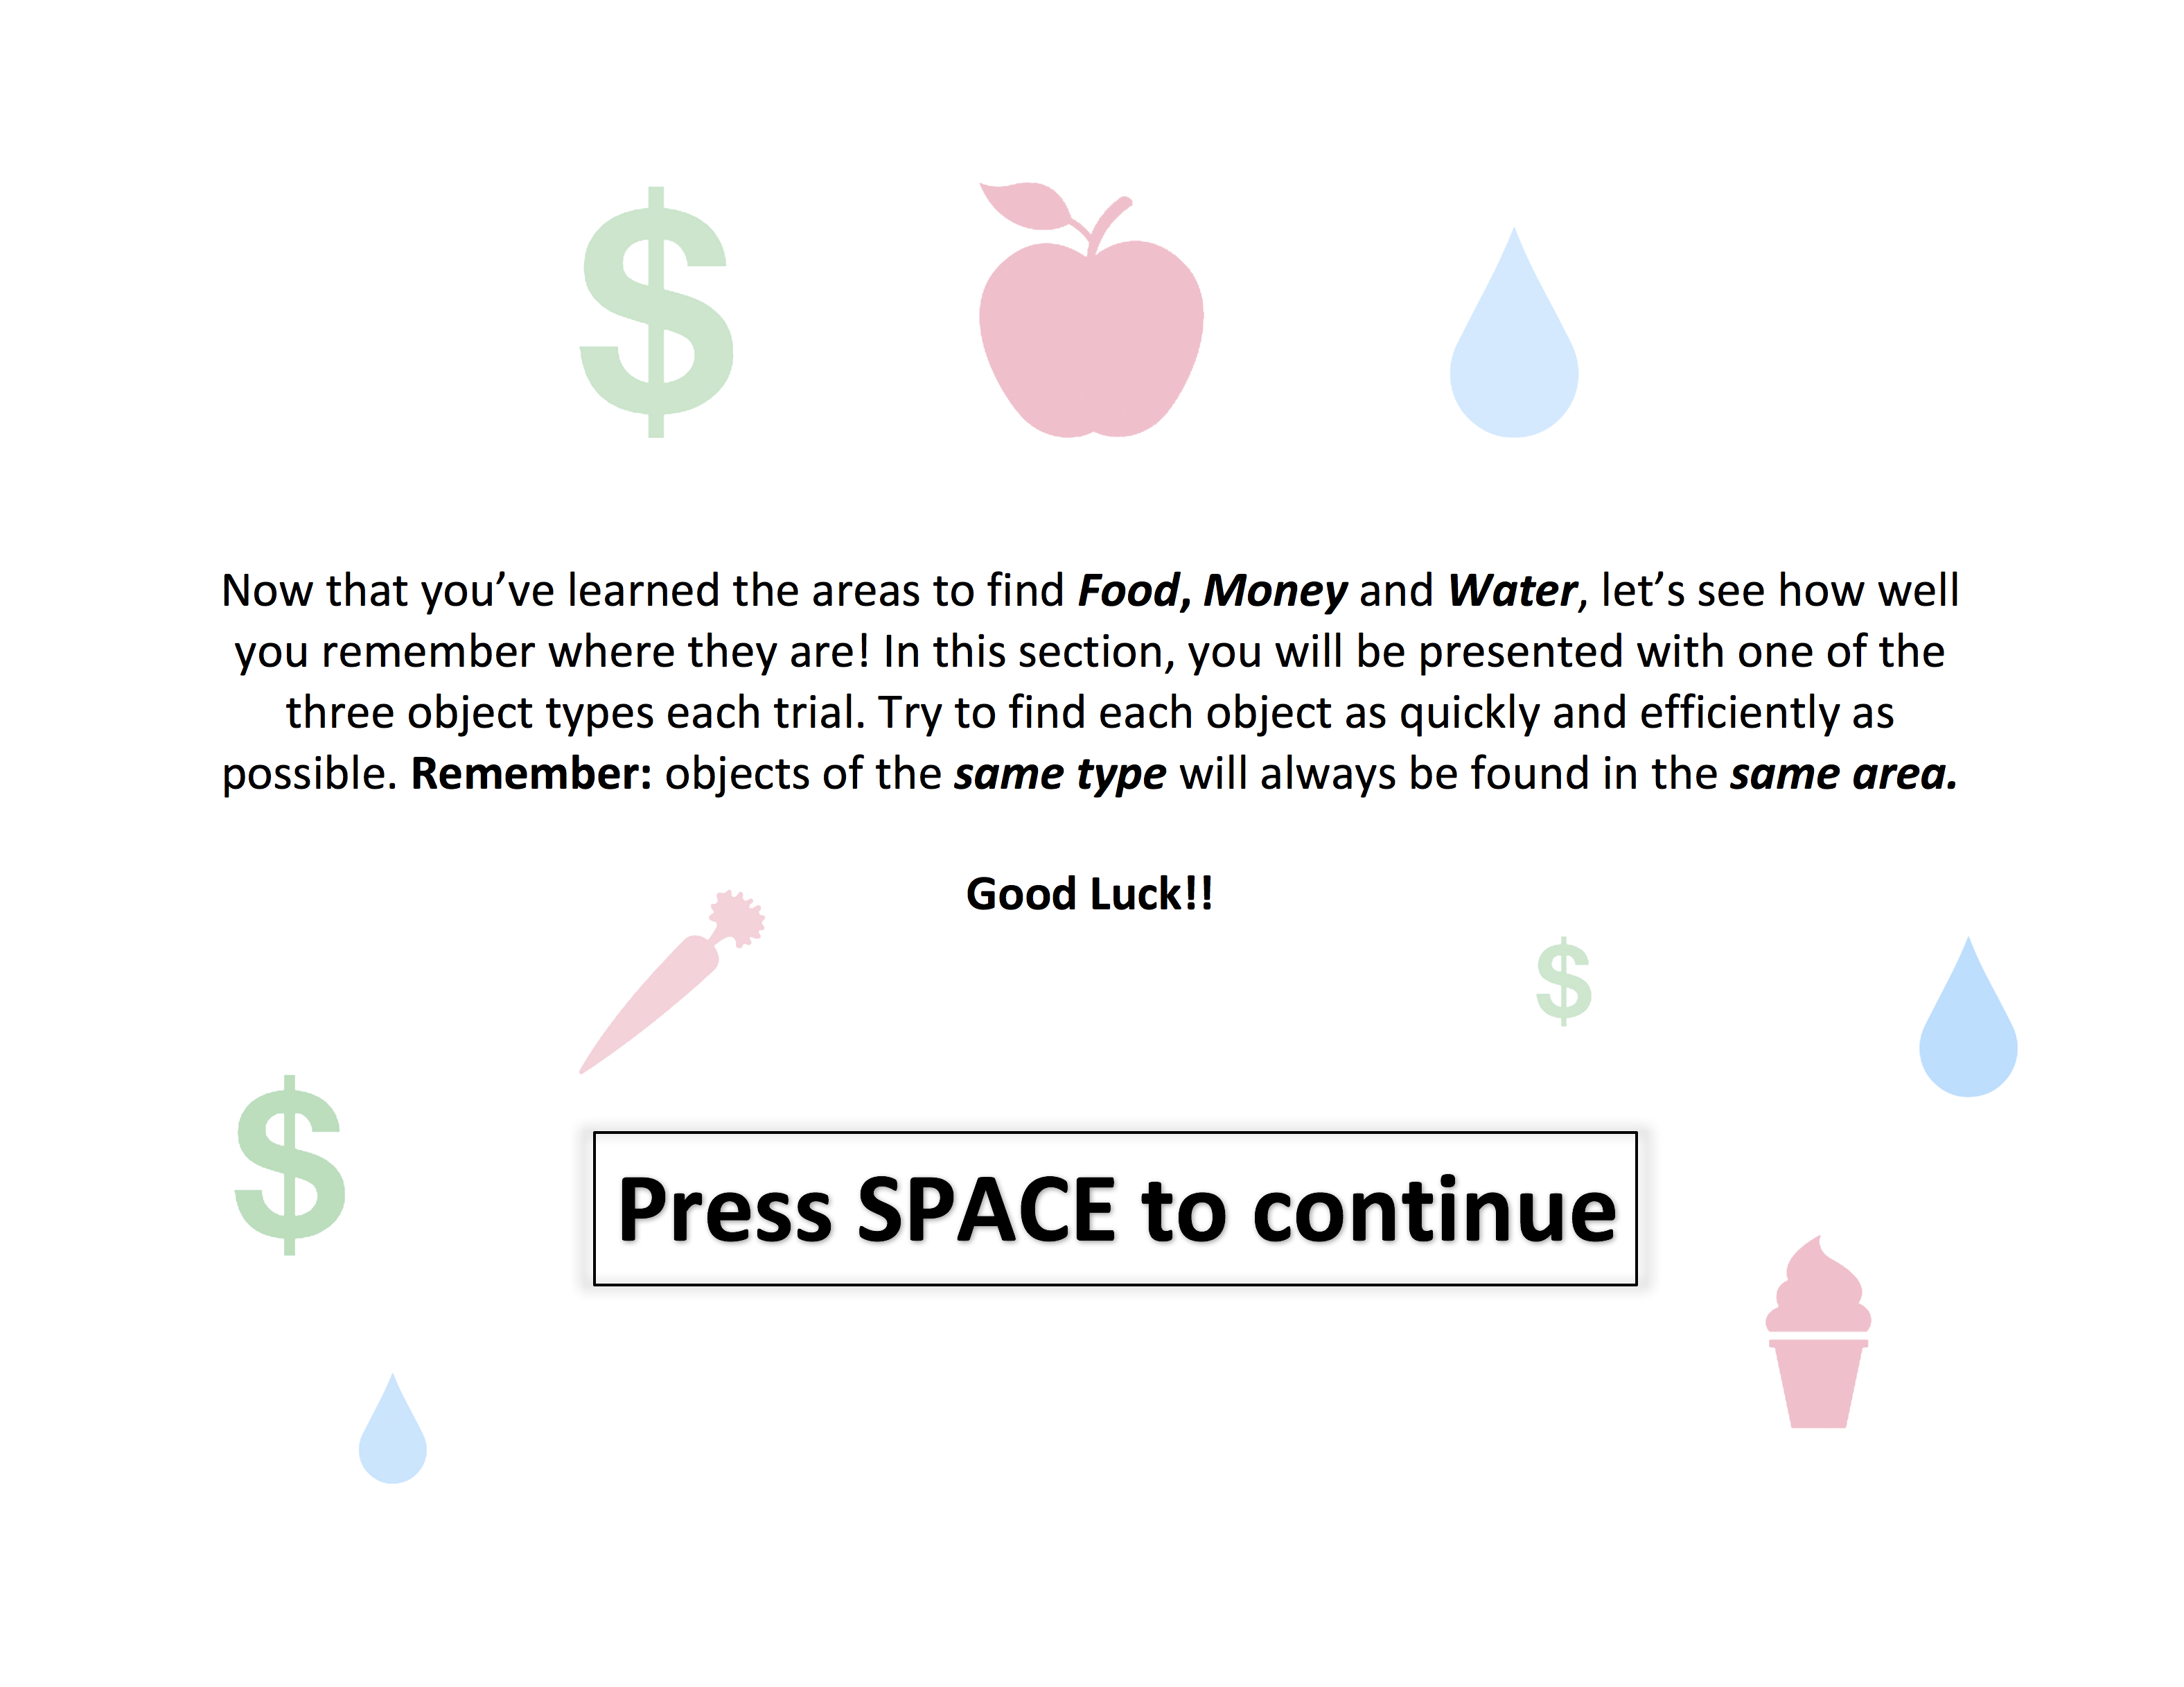 $
Now that you’ve learned the areas to find Food, Money and Water, let’s see how well
you remember where they are! In this section, you will be presented with one of the
three object types each trial. Try to find each object as quickly and efficiently as
possible. Remember: objects of the same type will always be found in the same area.
Good Luck!!
$
$
Press SPACE to continue